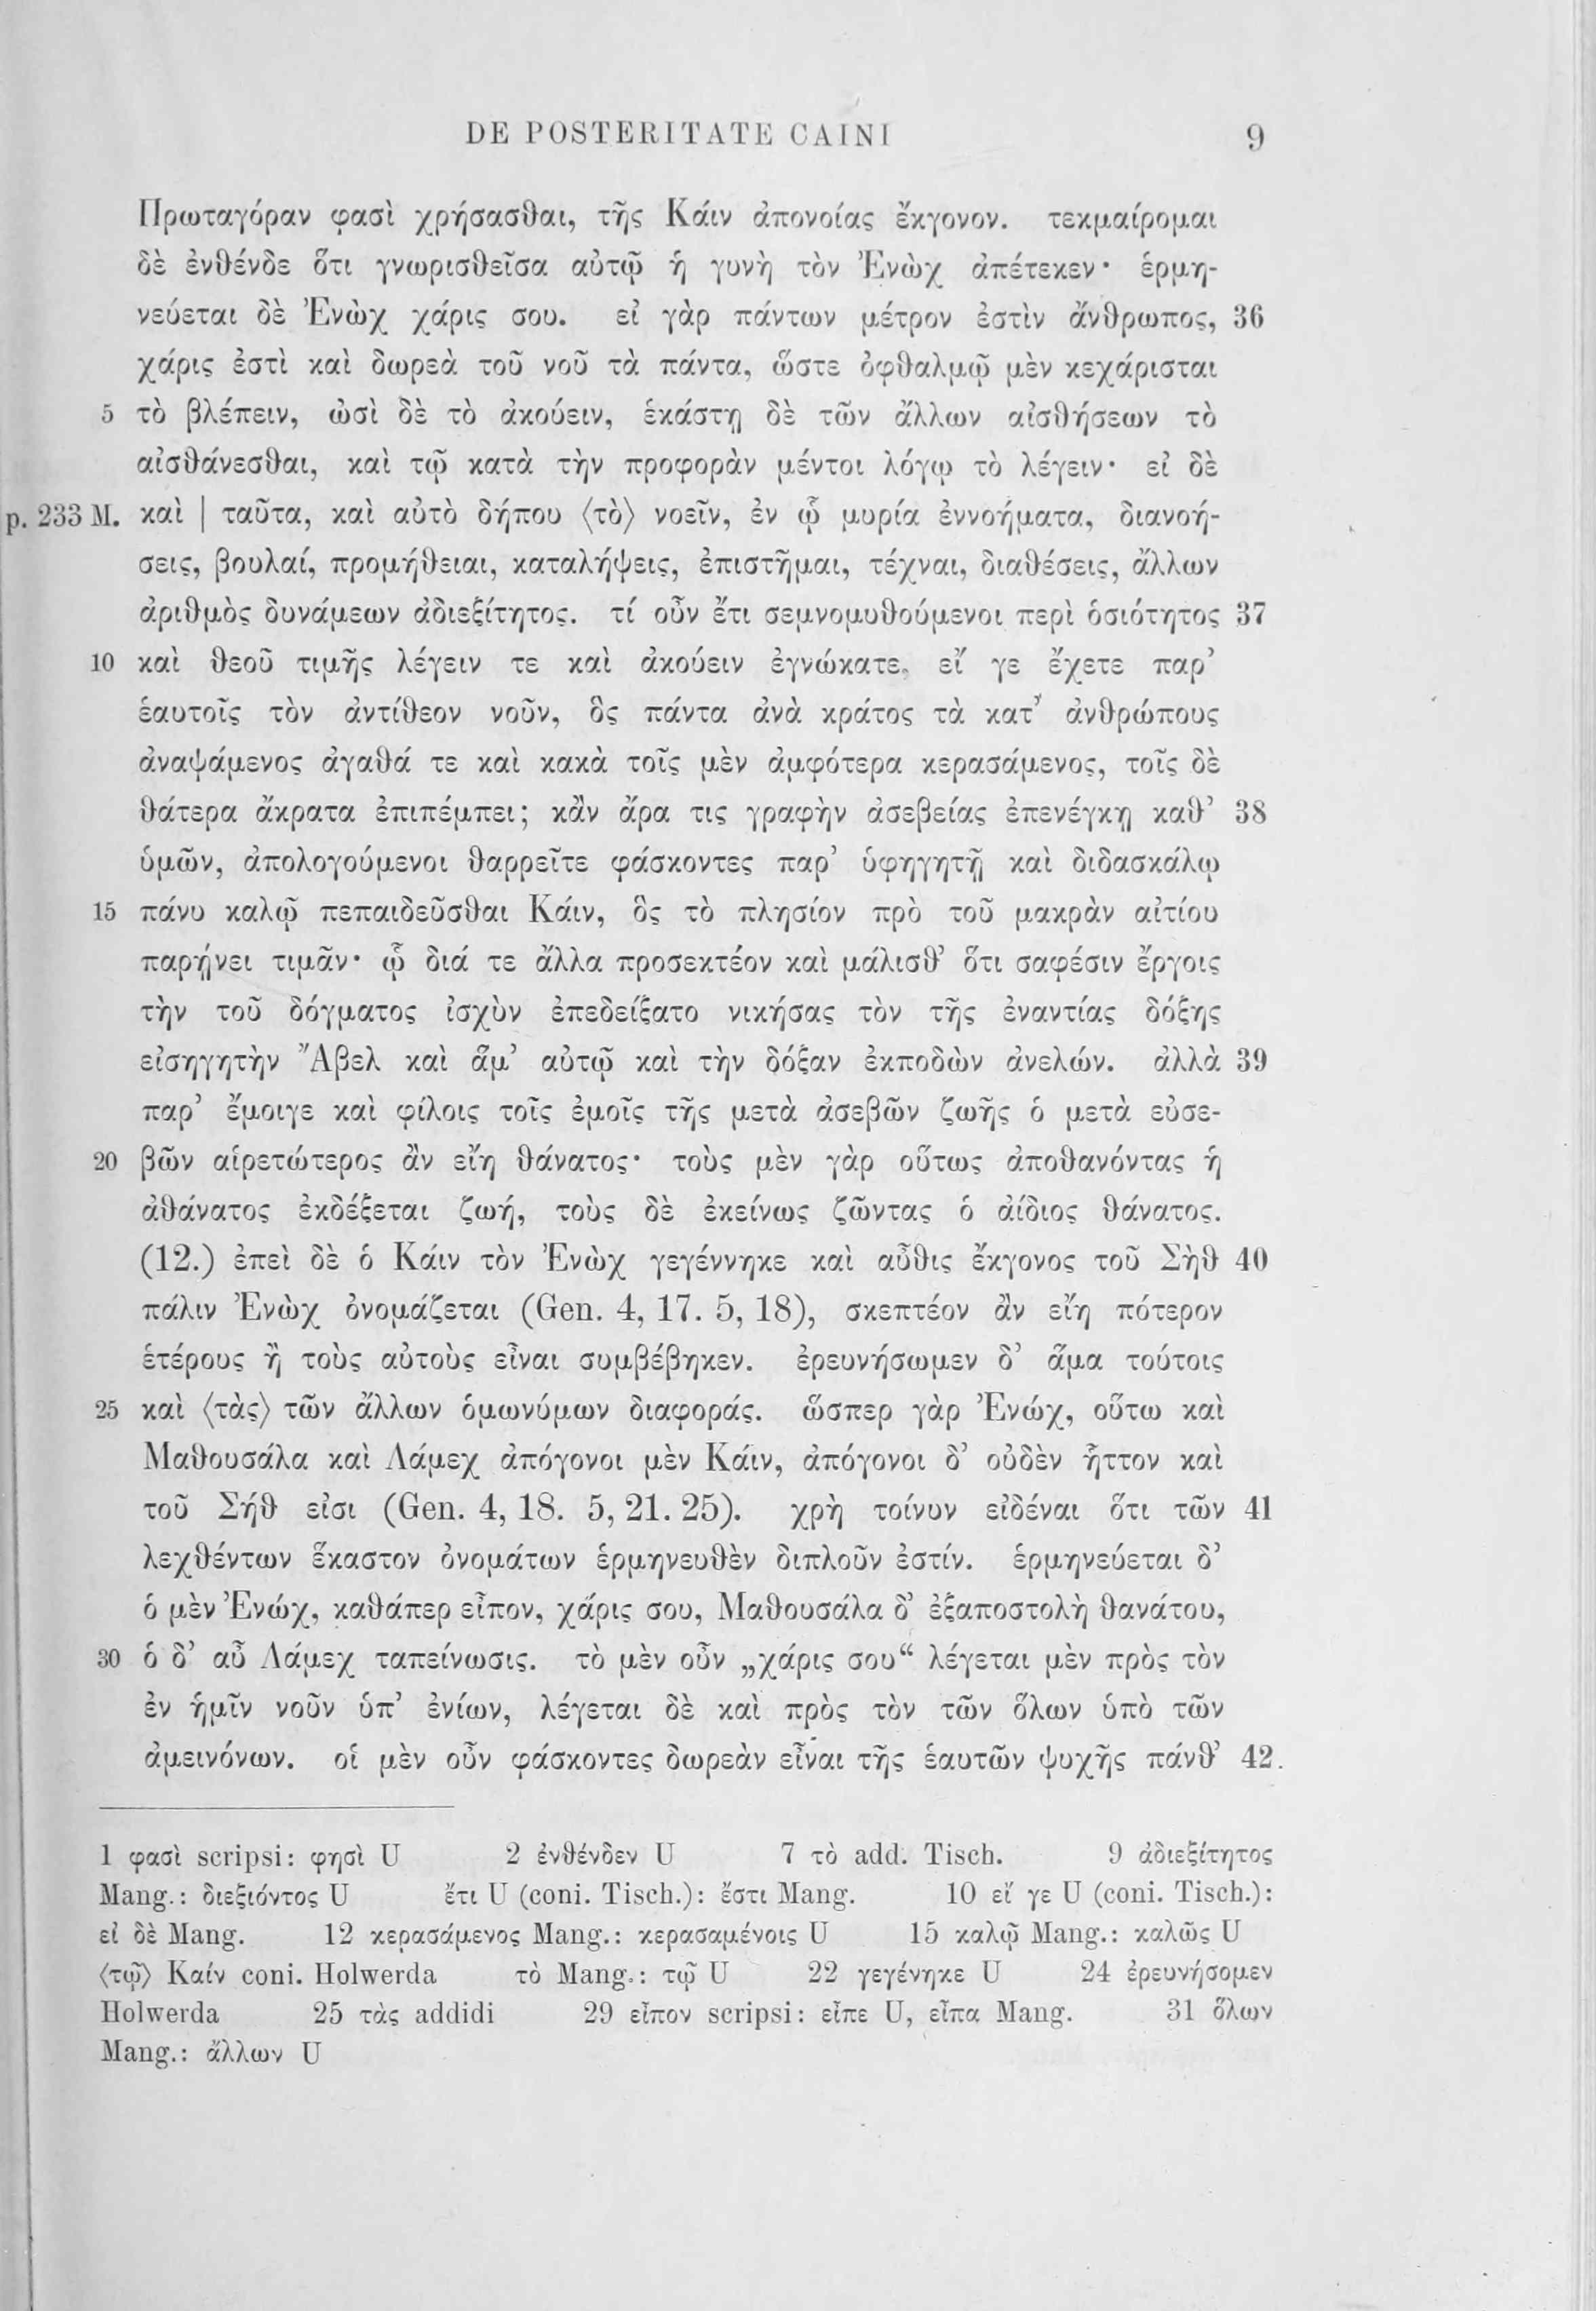 DE POSTERITATE CAINI 9
Πρωταγόραν φασὶ χρήσασθαι, τῆς Κάιν ἀπονοίας ἔκγονον. τεκμαίρομαι
δὲ ἐνθένδε ὅτι γνωρισθεῖσα αὐτῷ ἡ γυνὴ τὸν Ἐνὼχ ἀπέτεκεν· ἑρμη-
νεύεται δὲ Ἐνὼχ χάρις σου. εἰ γὰρ πάντων μέτρον ἐστὶν ἄνθρωπος, 36
χάρις ἐστὶ καὶ δωρεὰ τοῦ νοῦ τὰ πάντα, ὥστε ὀφθαλμῷ μὲν κεχάρισται
5 τὸ βλέπειν, ὠσὶ δὲ τὸ ἀκούειν, ἑκάστῃ δὲ τῶν ἄλλων αἰσθήσεων τὸ
αἰσθάνεσθαι, καὶ τῷ κατὰ τὴν προφορὰν μέντοι λόγῳ τὸ λέγειν· εἰ δὲ
p. 233 M. καὶ | ταῦτα, καὶ αὐτὸ δήπου ⟨τὸ⟩ νοεῖν, ἐν ᾧ μυρία ἐννοήματα, διανοή-
σεις, βουλαί, προμήθειαι, καταλήψεις, ἐπιστῆμαι, τέχναι, διαθέσεις, ἄλλων
ἀριθμὸς δυνάμεων ἀδιεξίτητος. τί οὖν ἔτι σεμνομυθούμενοι περὶ ὁσιότητος 37
10 καὶ θεοῦ τιμῆς λέγειν τε καὶ ἀκούειν ἐγνώκατε, εἴ γε ἔχετε παρ’
ἑαυτοῖς τὸν ἀντίθεον νοῦν, ὃς πάντα ἀνὰ κράτος τὰ κατ’ ἀνθρώπους
ἀναψάμενος ἀγαθά τε καὶ κακὰ τοῖς μὲν ἀμφότερα κερασάμενος, τοῖς δὲ
θάτερα ἄκρατα ἐπιπέμπει; κἂν ἄρα τις γραφὴν ἀσεβείας ἐπενέγκῃ καθ’ 38
ὑμῶν, ἀπολογούμενοι θαρρεῖτε φάσκοντες παρ’ ὑφηγητῇ καὶ διδασκάλῳ
15 πάνυ καλῷ πεπαιδεῦσθαι Κάιν, ὃς τὸ πλησίον πρὸ τοῦ μακρὰν αἰτίου
παρῄνει τιμᾶν· ᾧ διά τε ἄλλα προσεκτέον καὶ μάλισθ’ ὅτι σαφέσιν ἔργοις
τὴν τοῦ δόγματος ἰσχὺν ἐπεδείξατο νικήσας τὸν τῆς ἐναντίας δόξης
εἰσηγητὴν Ἄβελ καὶ ἅμ’ αὐτῷ καὶ τὴν δόξαν ἐκποδὼν ἀνελών. ἀλλὰ 39
παρ’ ἔμοιγε καὶ φίλοις τοῖς ἐμοῖς τῆς μετὰ ἀσεβῶν ζωῆς ὁ μετὰ εὐσε-
20 βῶν αἱρετώτερος ἂν εἴη θάνατος· τοὺς μὲν γὰρ οὕτως ἀποθανόντας ἡ
ἀθάνατος ἐκδέξεται ζωή, τοὺς δὲ ἐκείνως ζῶντας ὁ ἀίδιος θάνατος.
(12.) ἐπεὶ δὲ ὁ Κάιν τὸν Ἐνὼχ γεγέννηκε καὶ αὖθις ἔκγονος τοῦ Σὴθ 40
πάλιν Ἐνὼχ ὀνομάζεται (Gen. 4, 17. 5, 18), σκεπτέον ἂν εἴη πότερον
ἑτέρους ἢ τοὺς αὐτοὺς εἶναι συμβέβηκεν. ἐρευνήσωμεν δ’ ἅμα τούτοις
25 καὶ ⟨τὰς⟩ τῶν ἄλλων ὁμωνύμων διαφοράς. ὥσπερ γὰρ Ἐνώχ, οὕτω καὶ
Μαθουσάλα καὶ Λάμεχ ἀπόγονοι μὲν Κάιν, ἀπόγονοι δ’ οὐδὲν ἧττον καὶ
τοῦ Σήθ εἰσι (Gen. 4, 18. 5, 21. 25). χρὴ τοίνυν εἰδέναι ὅτι τῶν 41
λεχθέντων ἕκαστον ὀνομάτων ἑρμηνευθὲν διπλοῦν ἐστίν. ἑρμηνεύεται δ’
ὁ μὲν Ἐνώχ, καθάπερ εἶπον, χάρις σου, Μαθουσάλα δ’ ἐξαποστολὴ θανάτου,
30 ὁ δ’ αὖ Λάμεχ ταπείνωσις. τὸ μὲν οὖν „χάρις σου“ λέγεται μὲν πρὸς τὸν
ἐν ἡμῖν νοῦν ὑπ’ ἐνίων, λέγεται δὲ καὶ πρὸς τὸν τῶν ὅλων ὑπὸ τῶν
ἀμεινόνων. οἱ μὲν οὖν φάσκοντες δωρεὰν εἶναι τῆς ἑαυτῶν ψυχῆς πάνθ’ 42.
1 φασὶ scripsi: φησὶ U 2 ἐνθένδεν U 7 τὸ add. Tisch. 9 ἀδιεξίτητος
Mang.: διεξιόντος U ἔτι U (coni. Tisch.): ἔστι Mang. 10 εἴ γε U (coni. Tisch.):
εἰ δὲ Mang. 12 κερασάμενος Mang.: κερασαμένοις U 15 καλῷ Mang.: καλῶς U
⟨τῷ⟩ Καίν coni. Holwerda τὸ Mang.: τῷ U 22 γεγένηκε U 24 ἐρευνήσομεν
Holwerda 25 τὰς addidi 29 εἶπον scripsi: εἶπε U, εἶπα Mang. 31 ὅλων
Mang.: ἄλλων U